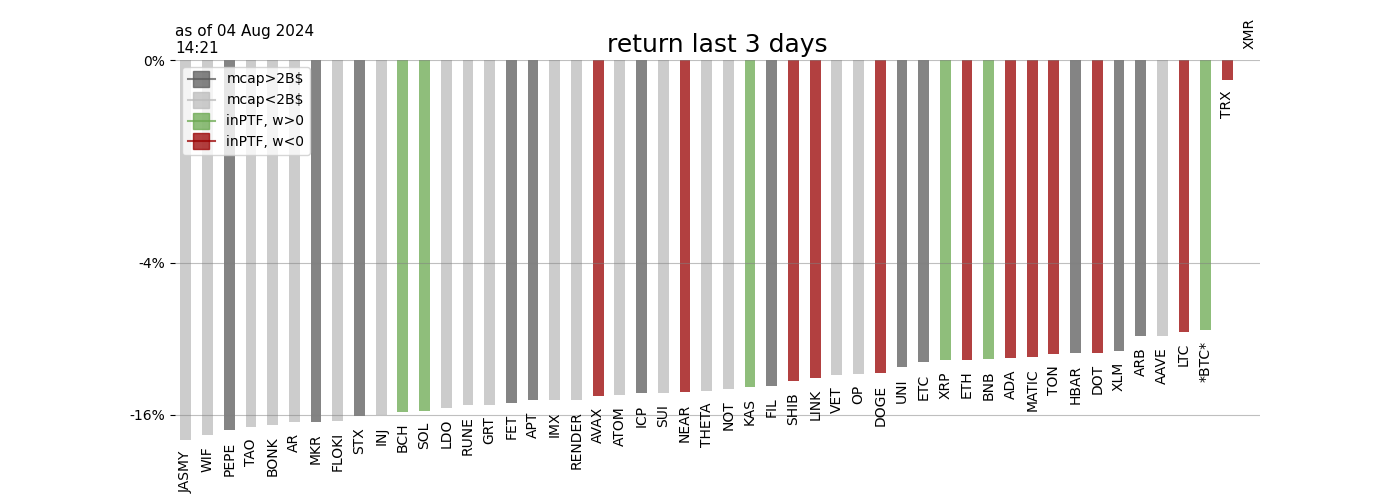 as of 04 Aug 2024
14:21
return last 3 days
XMR
0%
mcap>2B$
mcap<2B$
inPTF, w>0
inPTF, w<0
TRX
-4%
-16%
JASMY
WIF
PEPE
TAO
BONK
AR
MKR
FLOKI
STX
INJ
BCH
SOL
LDO
RUNE
GRT
FET
APT
IMX
RENDER
AVAX
ATOM
ICP
SUI
NEAR
THETA
NOT
KAS
FIL
SHIB
LINK
VET
OP
DOGE
UNI
ETC
XRP
ETH
BNB
ADA
MATIC
TON
HBAR
DOT
XLM
ARB
AAVE
LTC
*BTC*